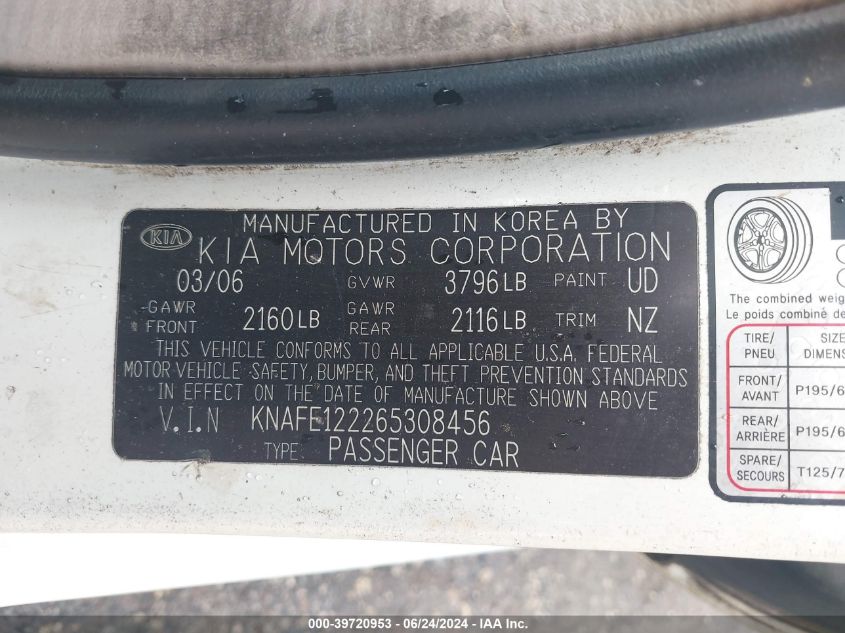 MANUFACTURED IN KOREA BY
KIA KIA MOTORS CORPORATION
03/06 GVWR 3796LB PAINT UD
GAWR FRONT 2160LB GAWR REAR 2116LB TRIM NZ
THIS VEHICLE CONFORMS TO ALL APPLICABLE U.S.A. FEDERAL
MOTOR VEHICLE SAFETY, BUMPER, AND THEFT PREVENTION STANDARDS
IN EFFECT ON THE DATE OF MANUFACTURE SHOWN ABOVE
V.I.N KNAFE122265308456
TYPE PASSENGER CAR
The combined weig
Le poids combiné de
TIRE/ SIZE
PNEU DIMENS
FRONT/
AVANT P195/6
REAR/
ARRIÈRE P195/6
SPARE/
SECOURS T125/7
000-39720953 - 06/24/2024 - IAA Inc.